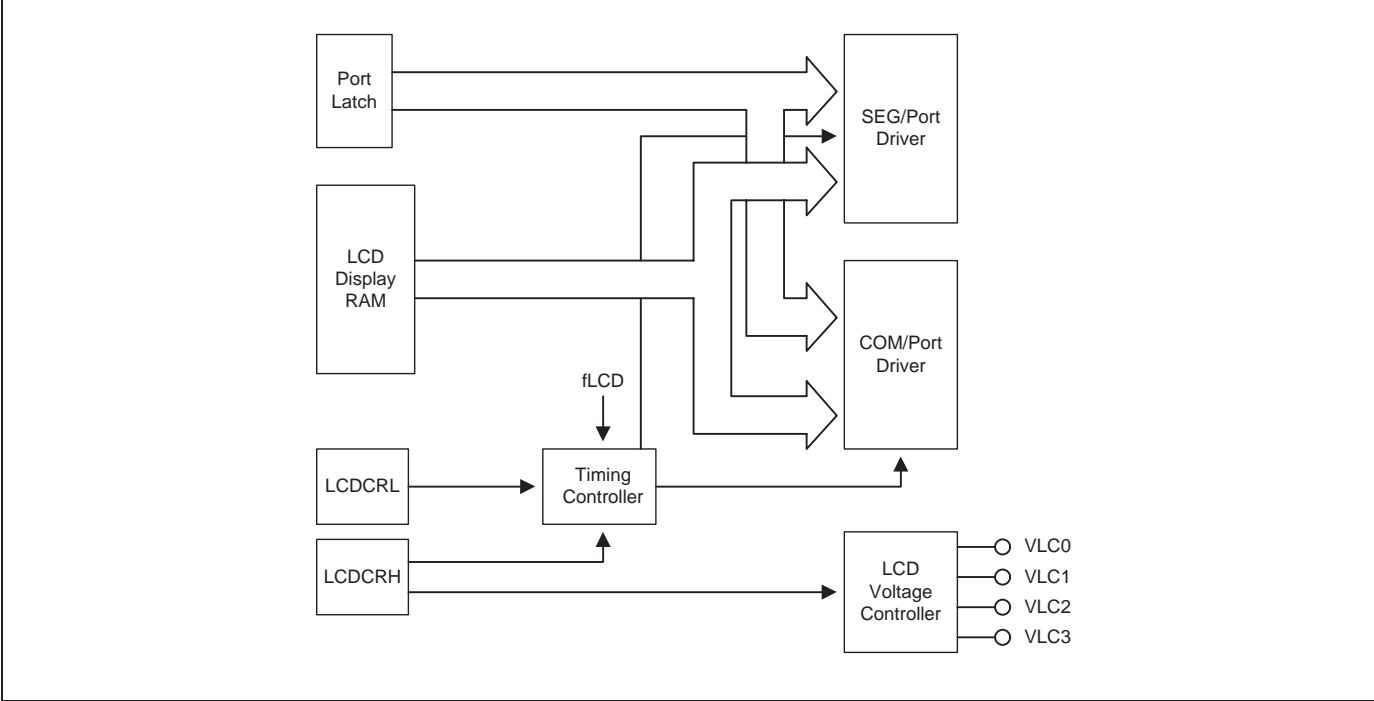 Port
Latch
SEG/Port
Driver
LCD
Display
RAM
COM/Port
Driver
fLCD
LCDCRL
Timing
Controller
LCDCRH
LCD
Voltage
Controller
VLC0
VLC1
VLC2
VLC3